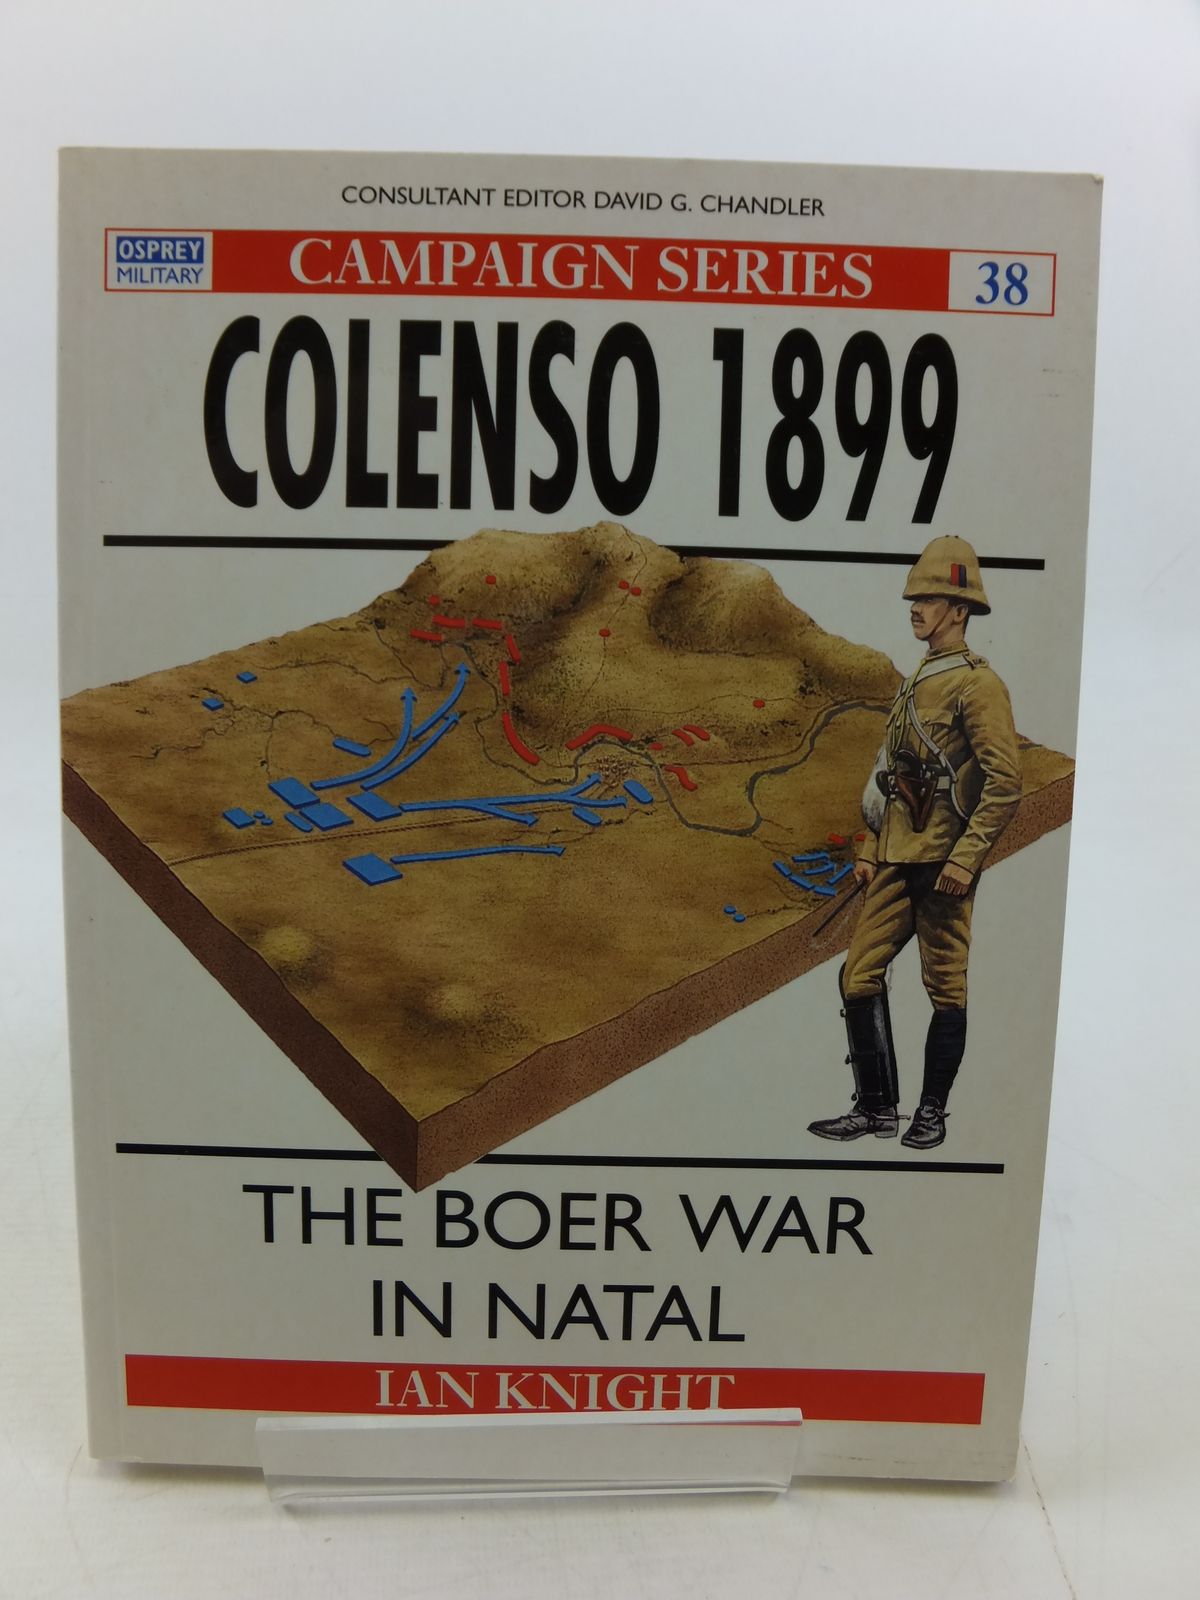 CONSULTANT EDITOR DAVID G. CHANDLER
OSPREY
MILITARY
CAMPAIGN SERIES
38
COLENSO 1899
THE BOER WAR
IN NATAL
IAN KNIGHT